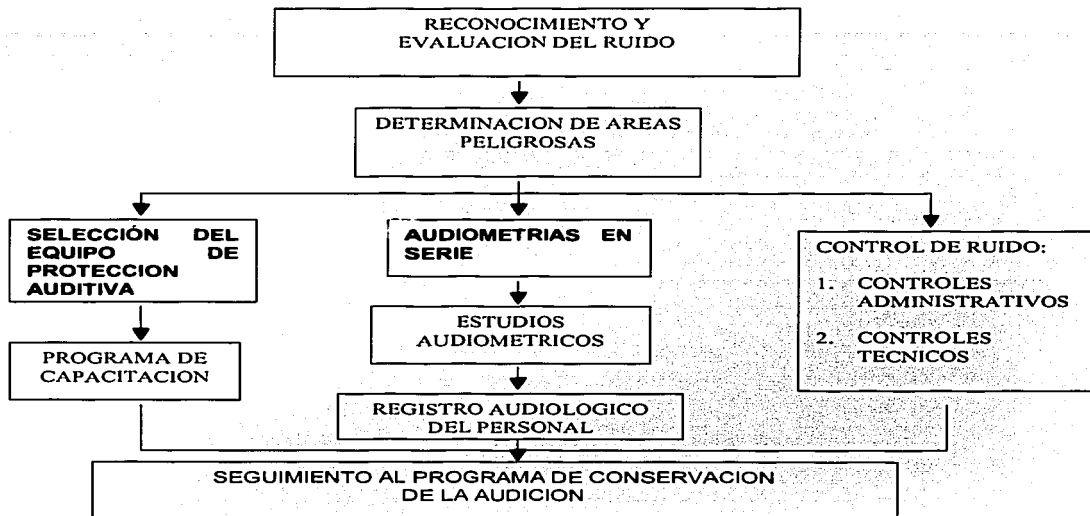 RECONOCIMIENTO Y
EVALUACION DEL RUIDO
DETERMINACION DE AREAS
PELIGROSAS
SELECCIÓN DEL
EQUIPO DE
PROTECCION
AUDITIVA
AUDIOMETRIAS EN
SERIE
CONTROL DE RUIDO:
1. CONTROLES
ADMINISTRATIVOS
2. CONTROLES
TECNICOS
ESTUDIOS
AUDIOMETRICOS
PROGRAMA DE
CAPACITACION
REGISTRO AUDIOLOGICO
DEL PERSONAL
SEGUIMIENTO AL PROGRAMA DE CONSERVACION
DE LA AUDICION